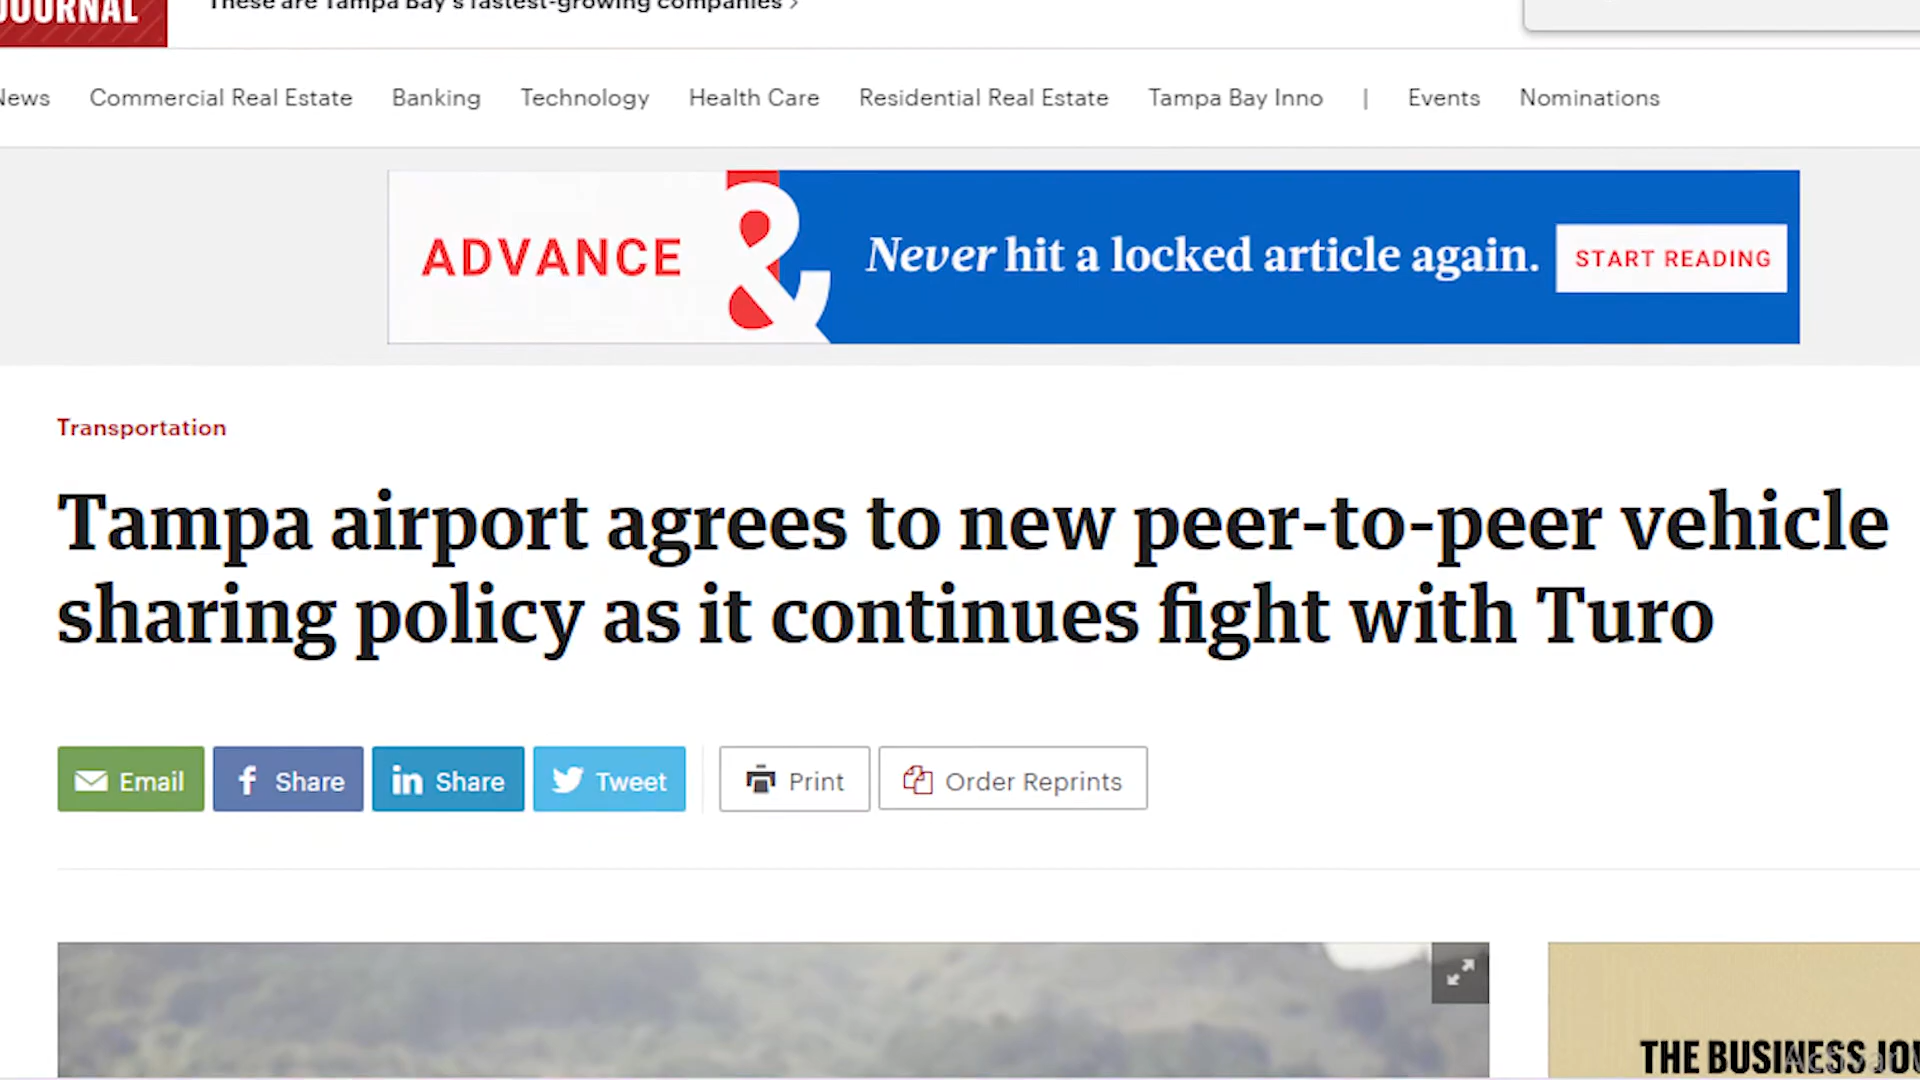 JOURNAL
These are Tampa Bay's fastest-growing companies >
News Commercial Real Estate Banking Technology Health Care Residential Real Estate Tampa Bay Inno | Events Nominations
ADVANCE & Never hit a locked article again. START READING
Transportation
Tampa airport agrees to new peer-to-peer vehicle
sharing policy as it continues fight with Turo
Email f Share in Share Tweet Print Order Reprints
THE BUSINESS